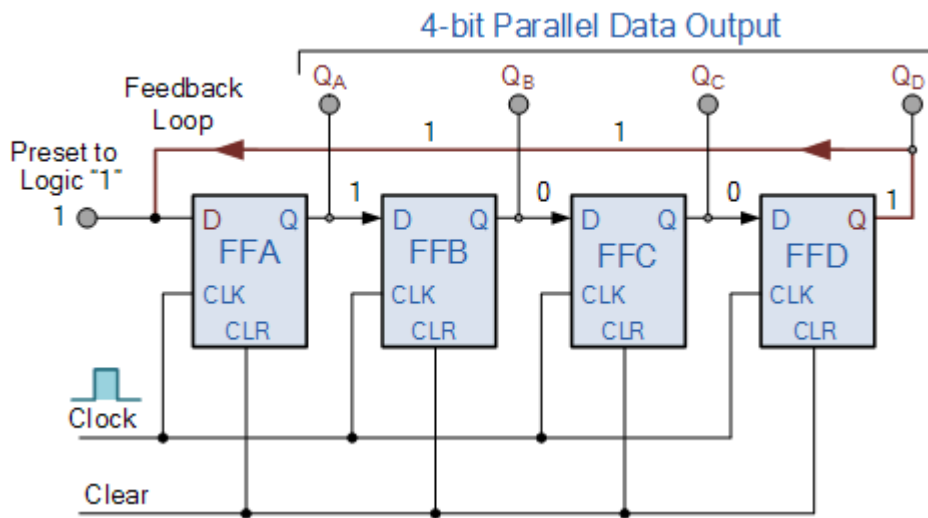 4-bit Parallel Data Output
QA QB QC QD
Feedback
Loop
1 1
Preset to
Logic "1"
1
1 0 0 1
D Q D Q D Q D Q
FFA FFB FFC FFD
CLK CLK CLK CLK
CLR CLR CLR CLR
Clock
Clear